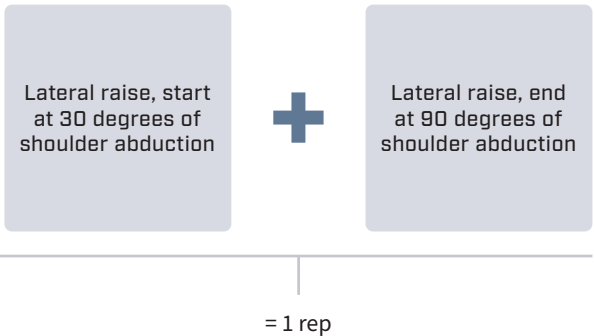 Lateral raise, start
at 30 degrees of
shoulder abduction
+
Lateral raise, end
at 90 degrees of
shoulder abduction
= 1 rep